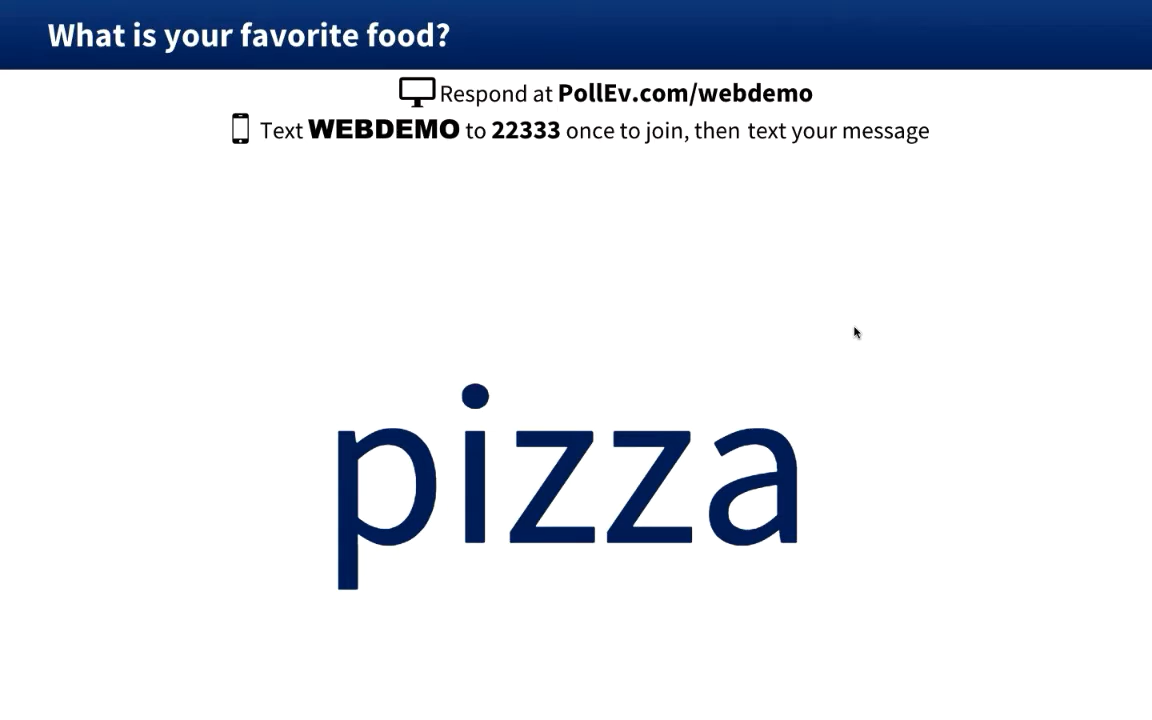 What is your favorite food?
Respond at PollEv.com/webdemo
Text WEBDEMO to 22333 once to join, then text your message
pizza